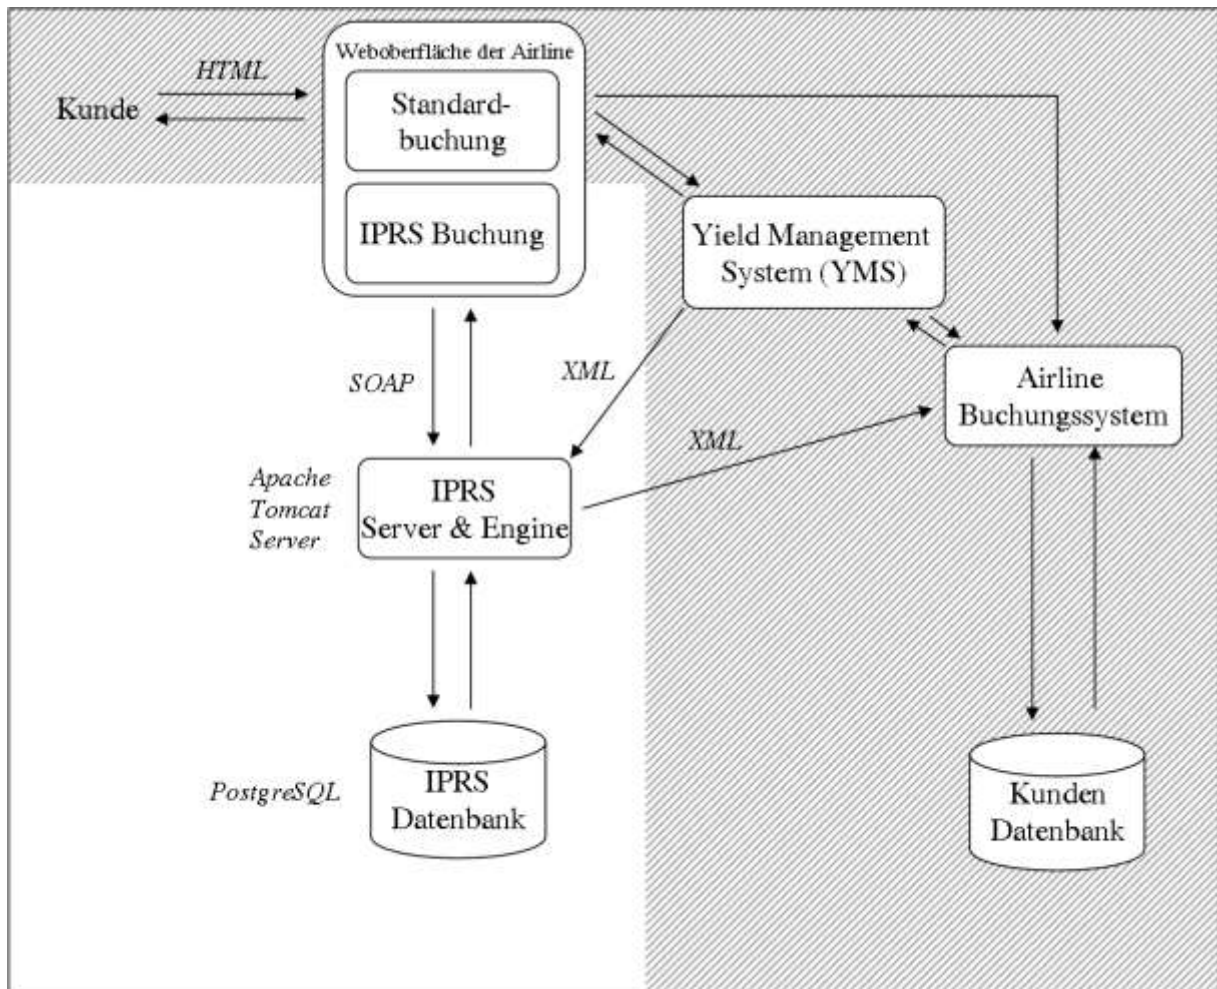 Weboberfläche der Airline
HTML
Kunde
Standard-
buchung
IPRS Buchung
Yield Management
System (YMS)
SOAP
XML
Airline
Buchungssystem
XML
Apache
Tomcat
Server
IPRS
Server & Engine
PostgreSQL
IPRS
Datenbank
Kunden
Datenbank